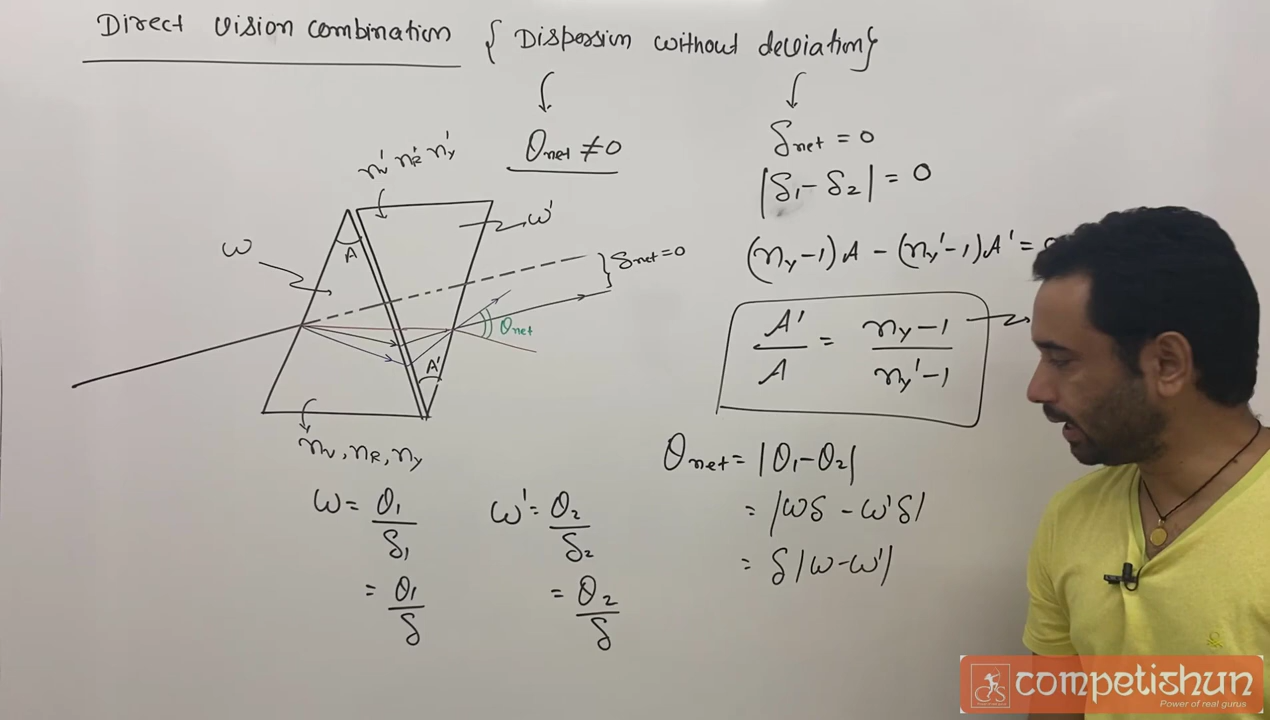 Direct vision combination { Dispersion without deviation}
θnet ≠ 0
δnet = 0
|δ₁ - δ₂| = 0
(ny - 1)A - (ny' - 1)A' =
A'/A = (ny - 1)/(ny' - 1)
nv' nR' ny'
ω
A
ω'
δnet = 0
θnet
A'
nv, nR, ny
ω = θ₁/δ₁
= θ₁/δ
ω' = θ₂/δ₂
= θ₂/δ
θnet = |θ₁ - θ₂|
= |ωδ - ω'δ|
= δ|ω - ω'|
competishun
Power of real gurus